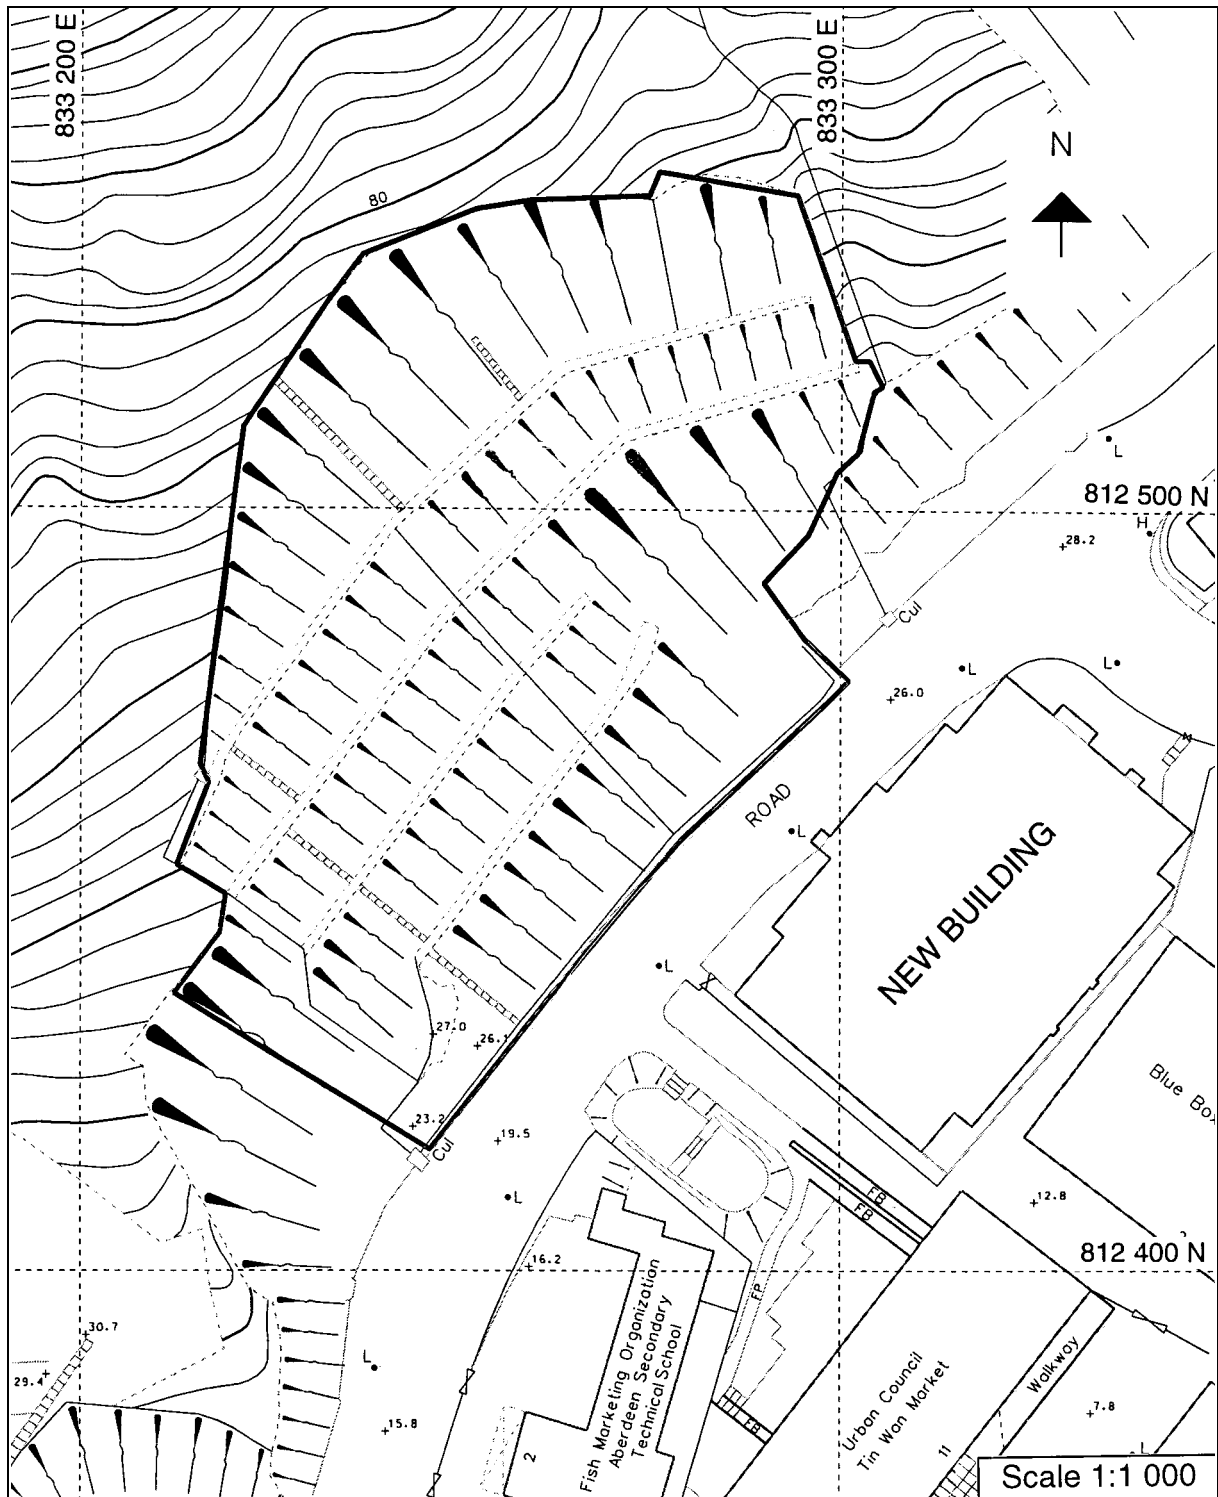 833 200 E
833 300 E
N
80
L
812 500 N
H
28.2
Cul
L
L
26.0
ROAD
L
NEW BUILDING
L
27.0
26.1
Blue Box
23.2
19.5
Cul
L
FB
FB
12.8
812 400 N
16.2
FP
30.7
29.4
L
15.8
Fish Marketing Organization
Aberdeen Secondary
Technical School
2
FB
Urban Council
Tin Wan Market
11
Walkway
7.8
L
Scale 1:1 000